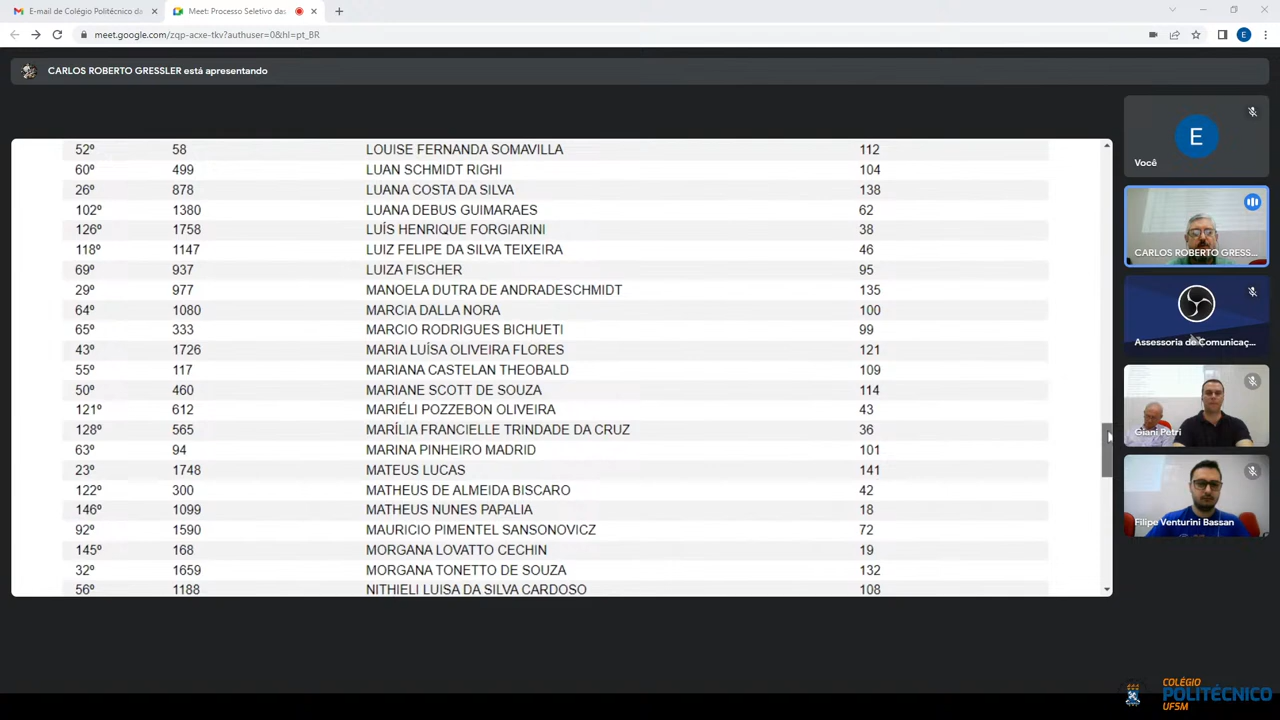 E-mail de Colégio Politécnico da
Meet: Processo Seletivo das
meet.google.com/zqp-acxe-tkv?authuser=0&hl=pt_BR
E
CARLOS ROBERTO GRESSLER está apresentando
52º 58 LOUISE FERNANDA SOMAVILLA 112
60º 499 LUAN SCHMIDT RIGHI 104
26º 878 LUANA COSTA DA SILVA 138
102º 1380 LUANA DEBUS GUIMARAES 62
126º 1758 LUÍS HENRIQUE FORGIARINI 38
118º 1147 LUIZ FELIPE DA SILVA TEIXEIRA 46
69º 937 LUIZA FISCHER 95
29º 977 MANOELA DUTRA DE ANDRADESCHMIDT 135
64º 1080 MARCIA DALLA NORA 100
65º 333 MARCIO RODRIGUES BICHUETI 99
43º 1726 MARIA LUÍSA OLIVEIRA FLORES 121
55º 117 MARIANA CASTELAN THEOBALD 109
50º 460 MARIANE SCOTT DE SOUZA 114
121º 612 MARIÉLI POZZEBON OLIVEIRA 43
128º 565 MARÍLIA FRANCIELLE TRINDADE DA CRUZ 36
63º 94 MARINA PINHEIRO MADRID 101
23º 1748 MATEUS LUCAS 141
122º 300 MATHEUS DE ALMEIDA BISCARO 42
146º 1099 MATHEUS NUNES PAPALIA 18
92º 1590 MAURICIO PIMENTEL SANSONOVICZ 72
145º 168 MORGANA LOVATTO CECHIN 19
32º 1659 MORGANA TONETTO DE SOUZA 132
56º 1188 NITHIELI LUISA DA SILVA CARDOSO 108
E
Você
CARLOS ROBERTO GRESS...
Assessoria de Comunicaç...
Giani Petri
Filipe Venturini Bassan
COLÉGIO
POLITÉCNICO
UFSM